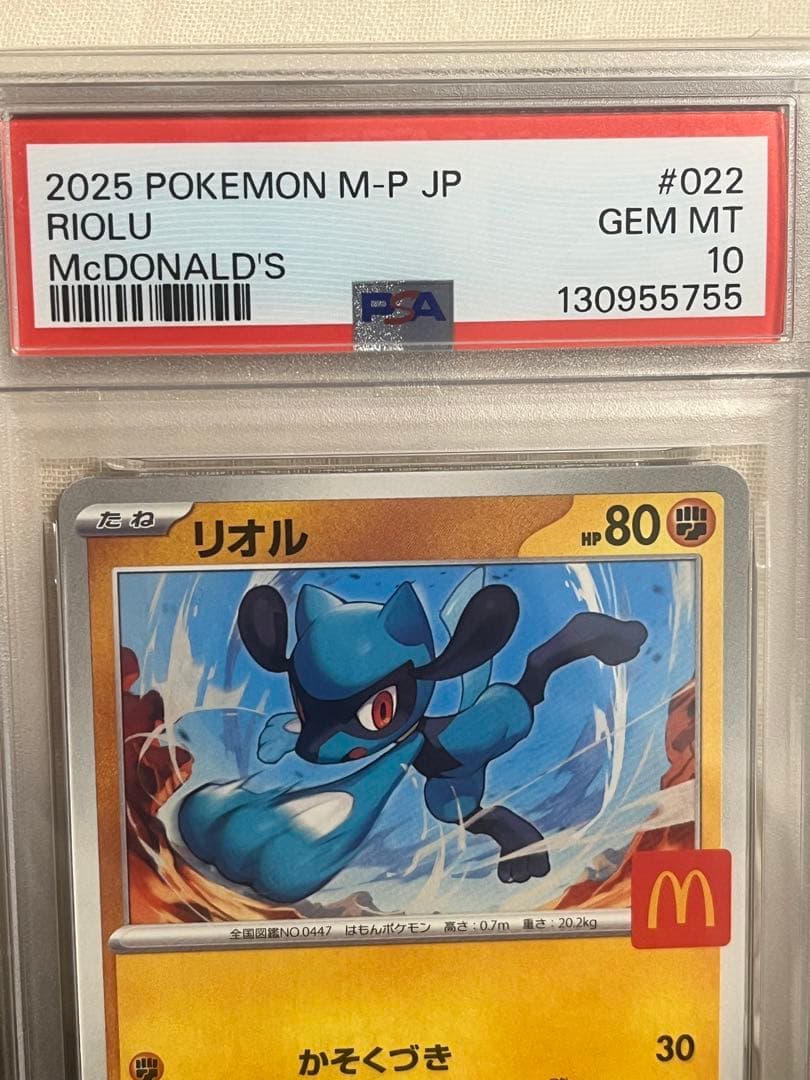 2025 POKEMON M-P JP #022
RIOLU GEM MT
McDONALD'S 10
PSA 130955755
たね リオル HP 80
全国図鑑NO.0447 はもんポケモン 高さ:0.7m 重さ:20.2kg
M
かそくづき 30